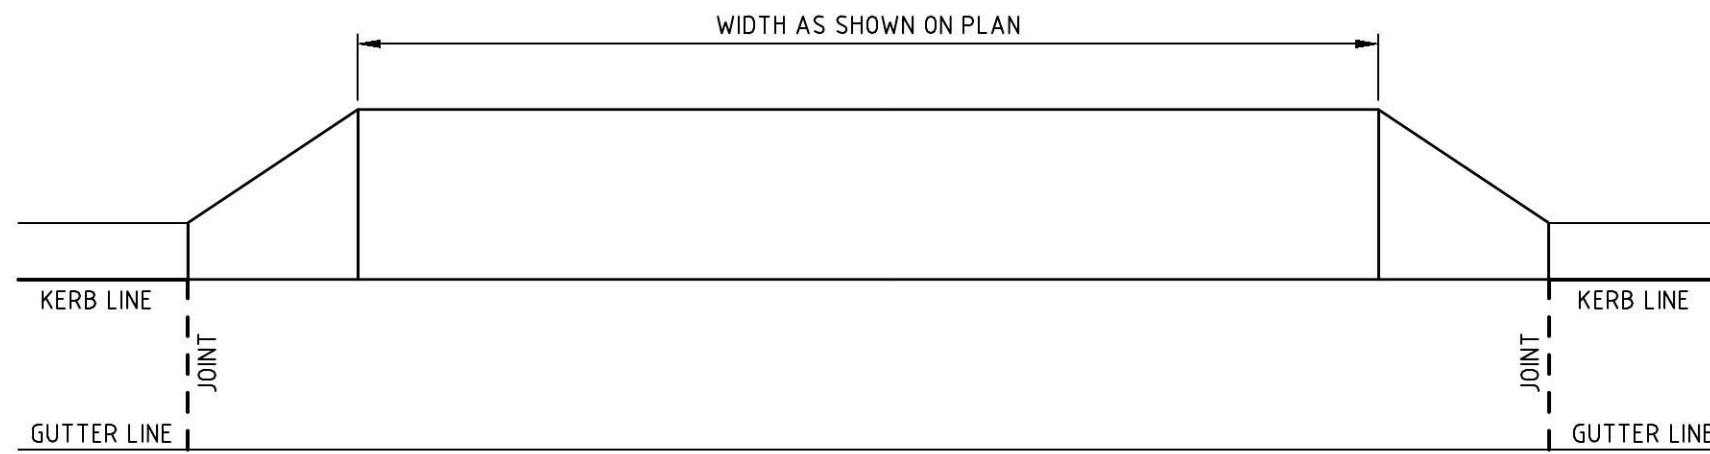 WIDTH AS SHOWN ON PLAN
KERB LINE
KERB LINE
JOINT
JOINT
GUTTER LINE
GUTTER LINE